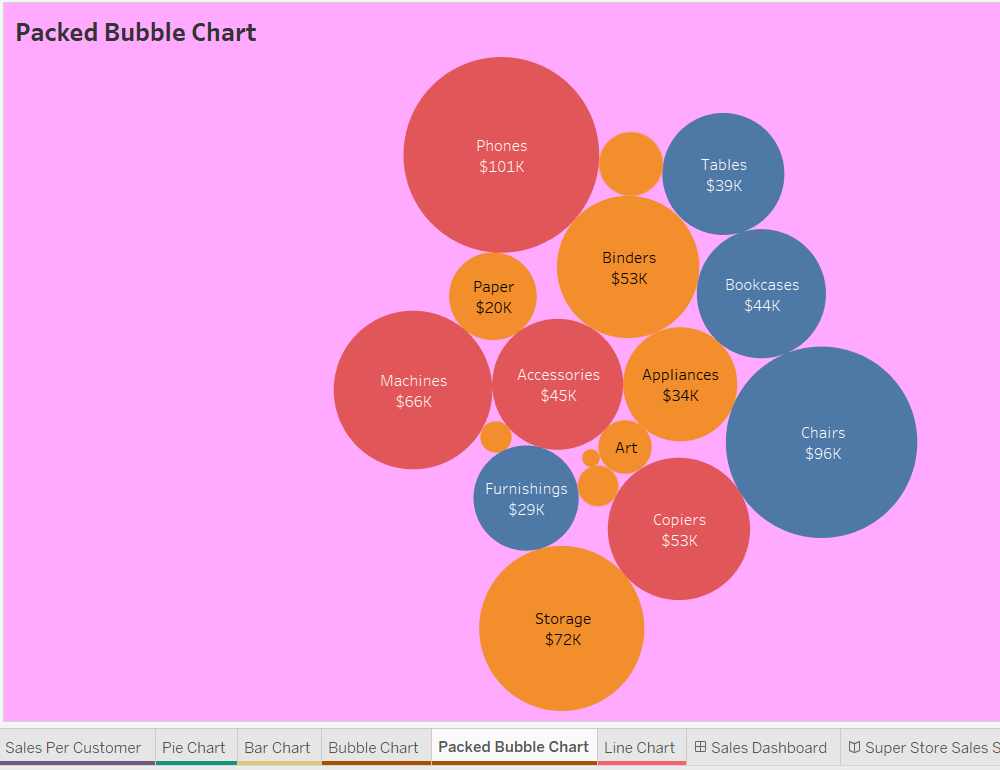 Packed Bubble Chart
Phones
$101K
Tables
$39K
Binders
$53K
Bookcases
$44K
Paper
$20K
Machines
$66K
Accessories
$45K
Appliances
$34K
Chairs
$96K
Art
Furnishings
$29K
Copiers
$53K
Storage
$72K
Sales Per Customer
Pie Chart
Bar Chart
Bubble Chart
Packed Bubble Chart
Line Chart
Sales Dashboard
Super Store Sales S